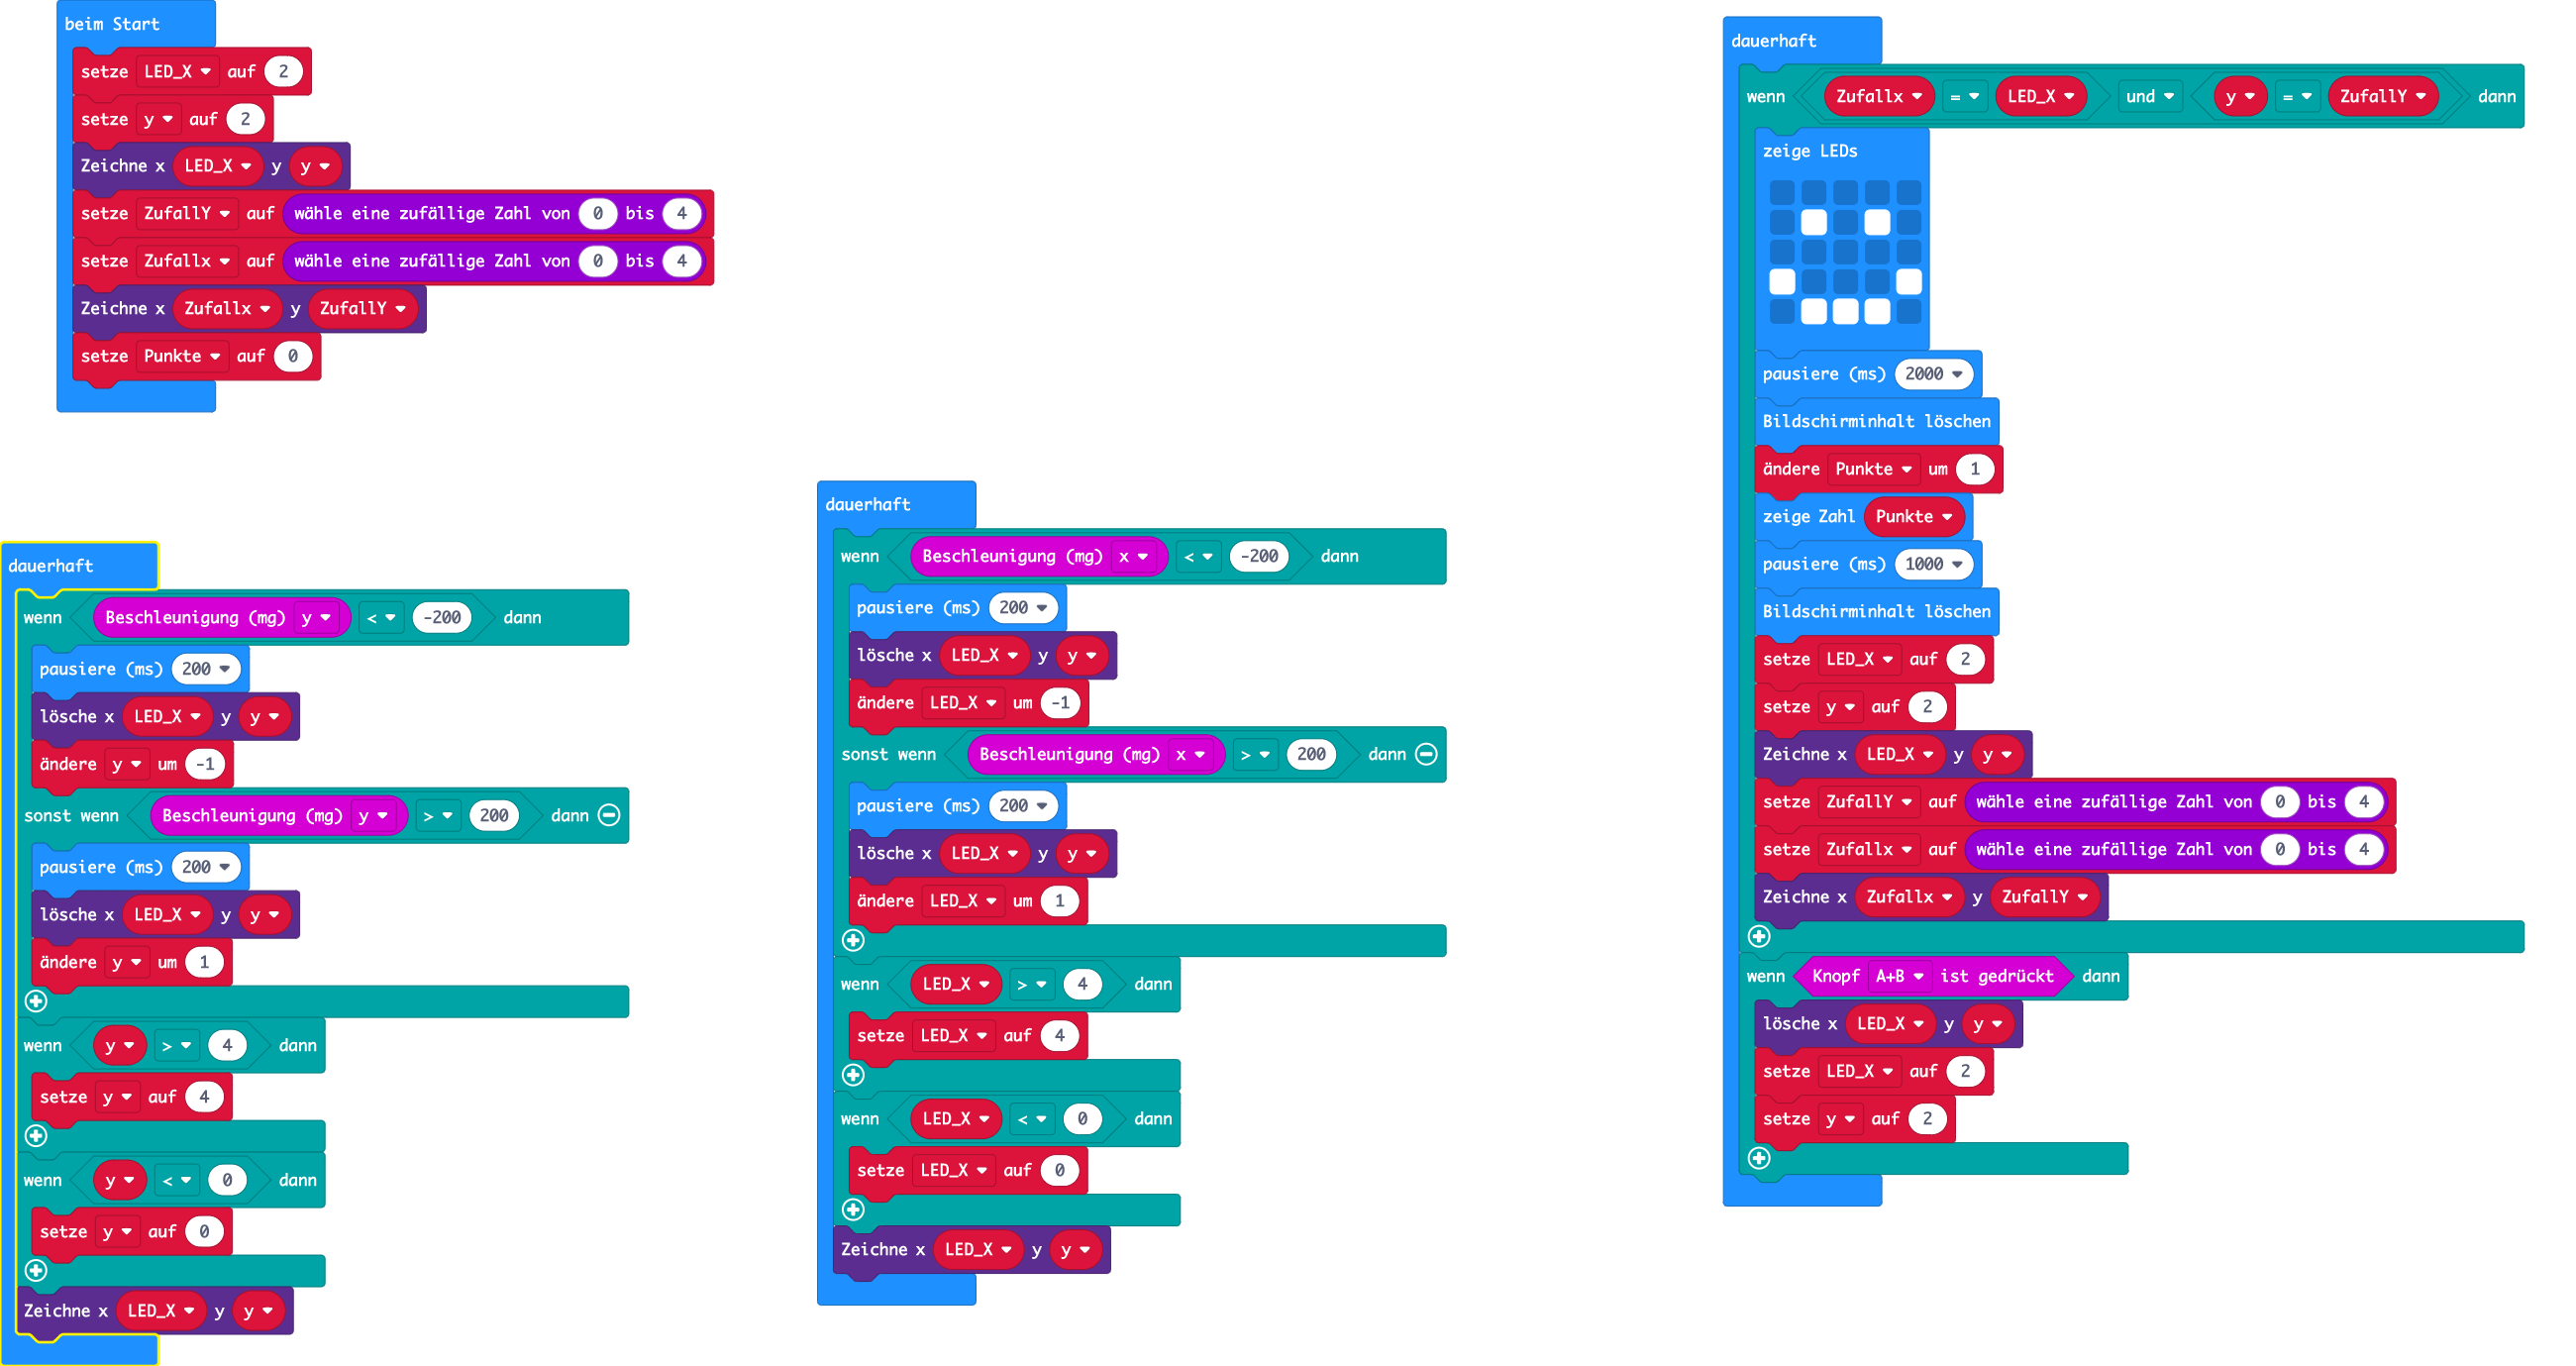 beim Start
setze LED_X auf 2
setze y auf 2
Zeichne x LED_X y y
setze ZufallY auf wähle eine zufällige Zahl von 0 bis 4
setze Zufallx auf wähle eine zufällige Zahl von 0 bis 4
Zeichne x Zufallx y ZufallY
setze Punkte auf 0
dauerhaft
wenn Beschleunigung (mg) y < -200 dann
pausiere (ms) 200
lösche x LED_X y y
ändere y um -1
sonst wenn Beschleunigung (mg) y > 200 dann
pausiere (ms) 200
lösche x LED_X y y
ändere y um 1
wenn y > 4 dann
setze y auf 4
wenn y < 0 dann
setze y auf 0
Zeichne x LED_X y y
dauerhaft
wenn Beschleunigung (mg) x < -200 dann
pausiere (ms) 200
lösche x LED_X y y
ändere LED_X um -1
sonst wenn Beschleunigung (mg) x > 200 dann
pausiere (ms) 200
lösche x LED_X y y
ändere LED_X um 1
wenn LED_X > 4 dann
setze LED_X auf 4
wenn LED_X < 0 dann
setze LED_X auf 0
Zeichne x LED_X y y
dauerhaft
wenn Zufallx = LED_X und y = ZufallY dann
zeige LEDs
pausiere (ms) 2000
Bildschirminhalt löschen
ändere Punkte um 1
zeige Zahl Punkte
pausiere (ms) 1000
Bildschirminhalt löschen
setze LED_X auf 2
setze y auf 2
Zeichne x LED_X y y
setze ZufallY auf wähle eine zufällige Zahl von 0 bis 4
setze Zufallx auf wähle eine zufällige Zahl von 0 bis 4
Zeichne x Zufallx y ZufallY
wenn Knopf A+B ist gedrückt dann
lösche x LED_X y y
setze LED_X auf 2
setze y auf 2